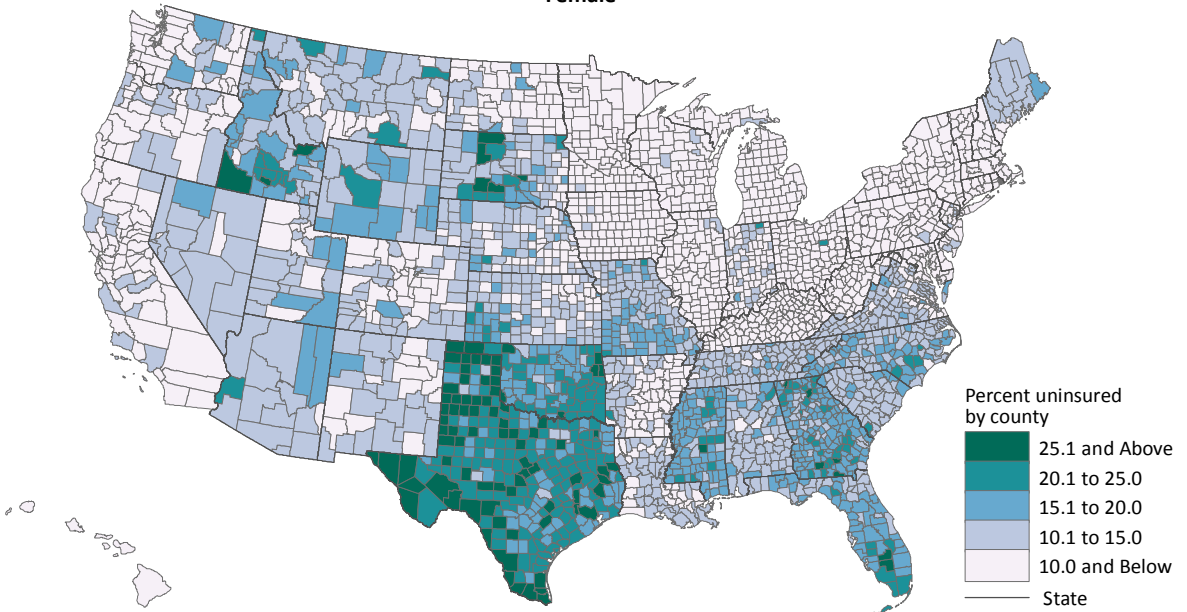 Female
Percent uninsured
by county
25.1 and Above
20.1 to 25.0
15.1 to 20.0
10.1 to 15.0
10.0 and Below
State